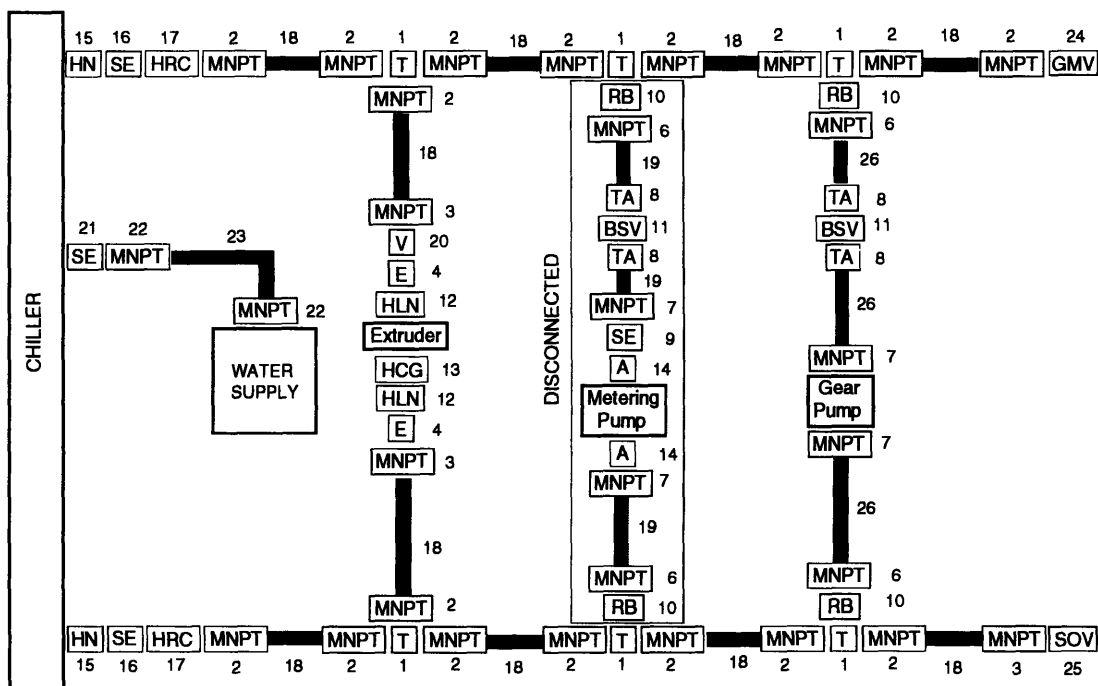 15 16 17 2 18 2 1 2 18 2 1 2 18 2 1 2 18 2 24
HN SE HRC MNPT MNPT T MNPT MNPT T MNPT MNPT T MNPT MNPT GMV
MNPT 2 RB 10 RB 10
MNPT 6 MNPT 6
18 19 26
MNPT 3 TA 8 TA 8
21 22 23 V 20 BSV 11 BSV 11
SE MNPT E 4 TA 8 TA 8
19
MNPT 22 HLN 12 MNPT 7 26
Extruder SE 9 MNPT 7
CHILLER
WATER
SUPPLY
DISCONNECTED
HCG 13 A 14
HLN 12 Metering
Pump
Gear
Pump
E 4 A 14 MNPT 7
MNPT 3 MNPT 7
18 19 26
MNPT 6 MNPT 6
MNPT 2 RB 10 RB 10
HN SE HRC MNPT MNPT T MNPT MNPT T MNPT MNPT T MNPT MNPT SOV
15 16 17 2 18 2 1 2 18 2 1 2 18 2 1 2 18 3 25